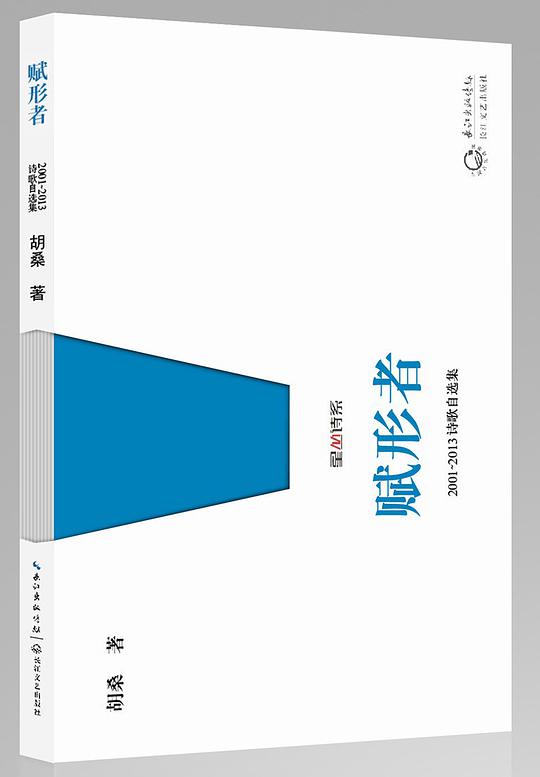 赋形者
2001~2013
诗歌自选集
胡桑 著
长江出版传媒
长江文艺出版社
长江出版传媒
长江文艺出版社
星丛诗系
赋形者
2001~2013 诗歌自选集
胡桑 著